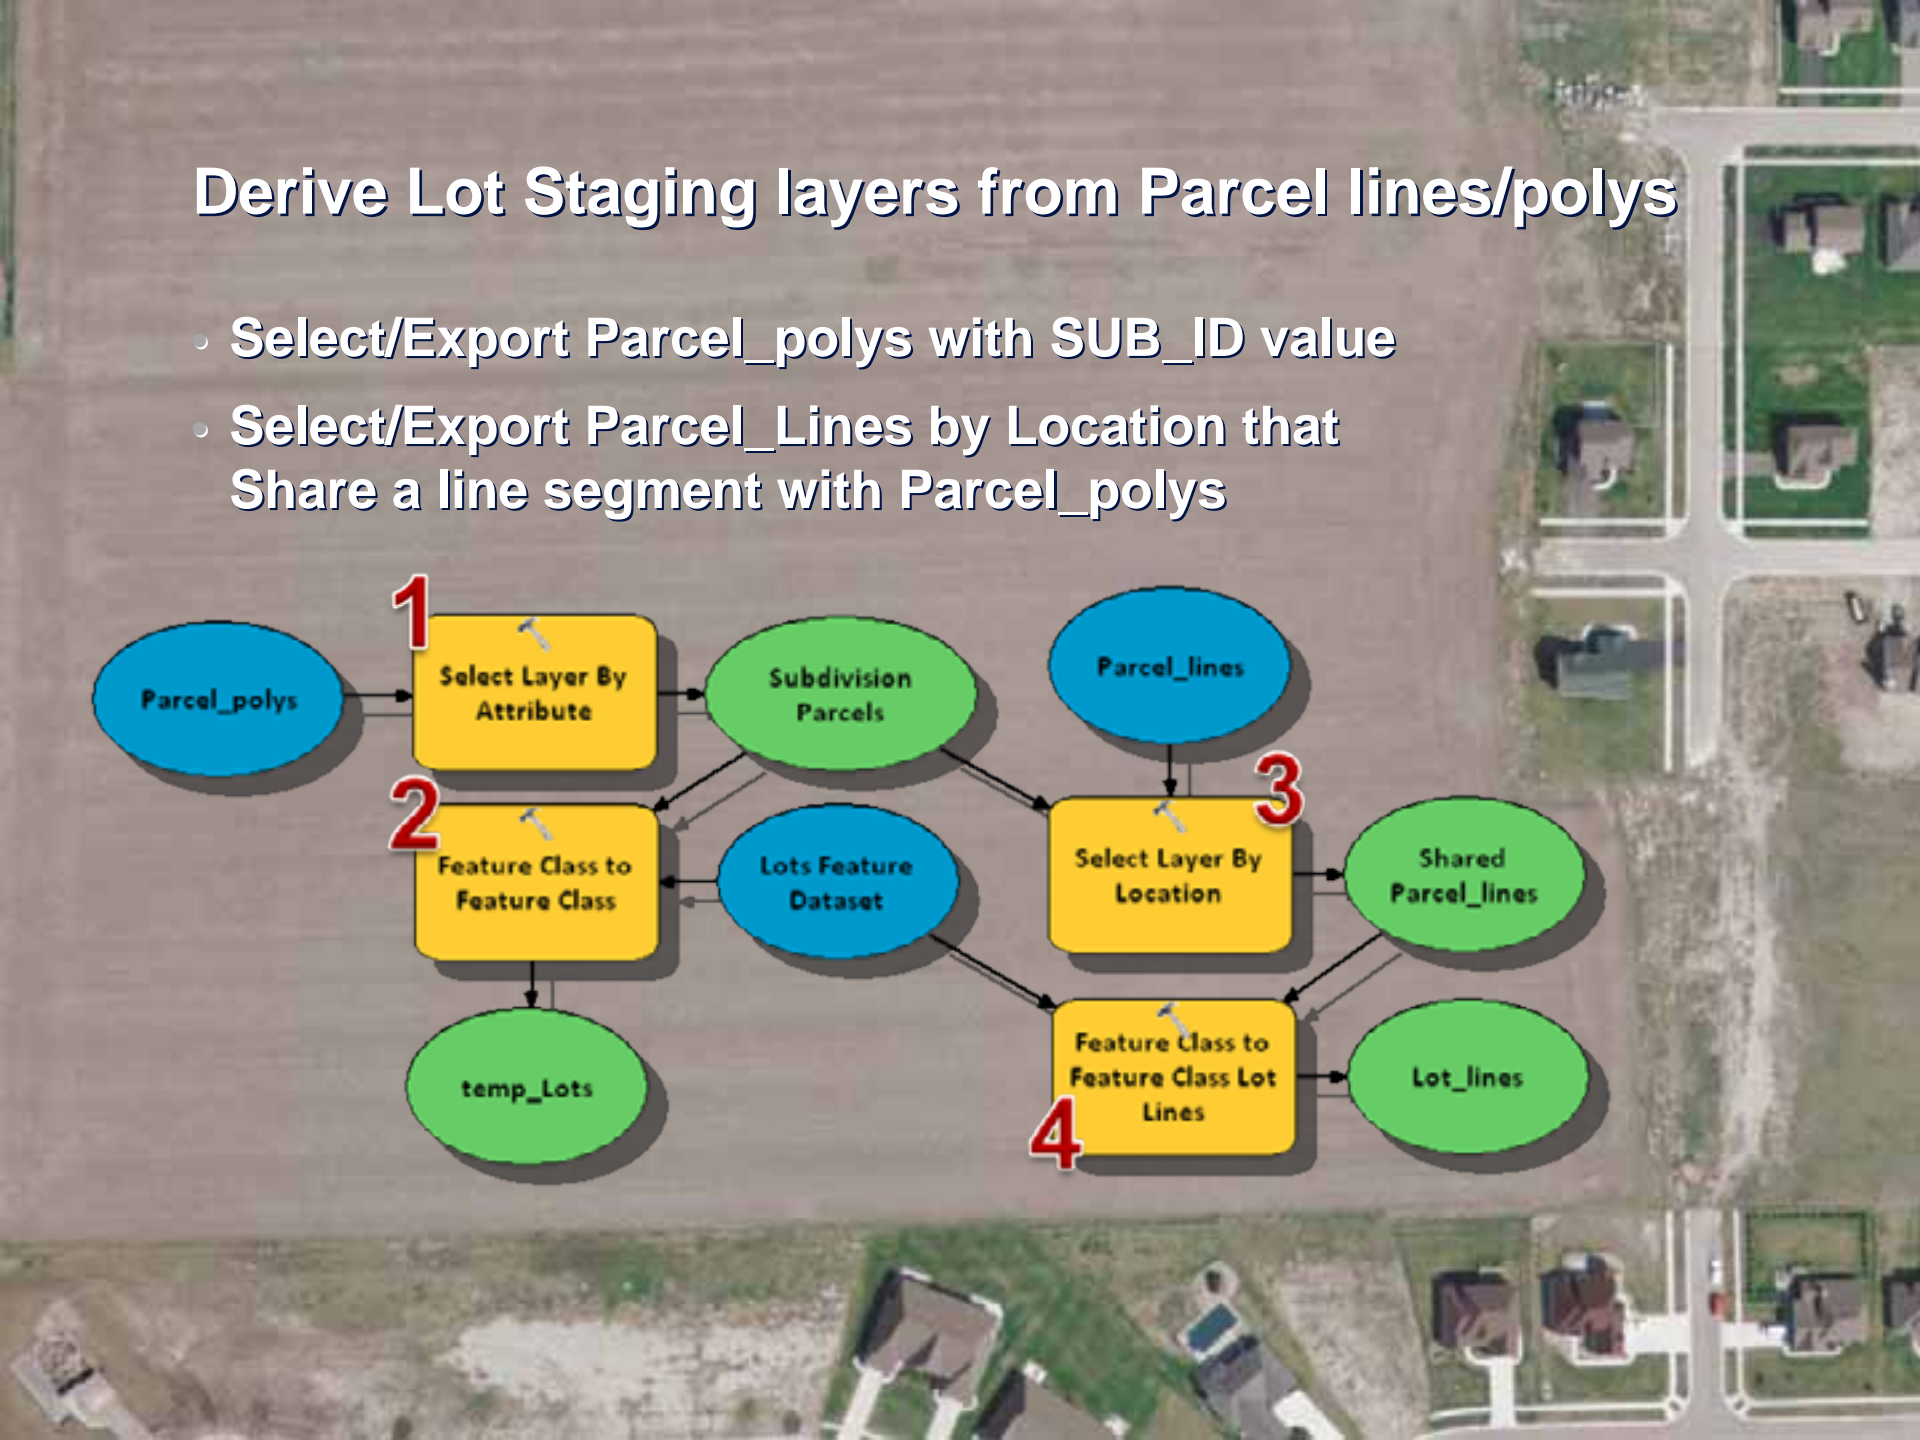 Derive Lot Staging layers from Parcel lines/polys
• Select/Export Parcel_polys with SUB_ID value
• Select/Export Parcel_Lines by Location that
Share a line segment with Parcel_polys
1
Parcel_polys
Select Layer By
Attribute
Subdivision
Parcels
Parcel_lines
2
Feature Class to
Feature Class
Lots Feature
Dataset
3
Select Layer By
Location
Shared
Parcel_lines
temp_Lots
4
Feature Class to
Feature Class Lot
Lines
Lot_lines